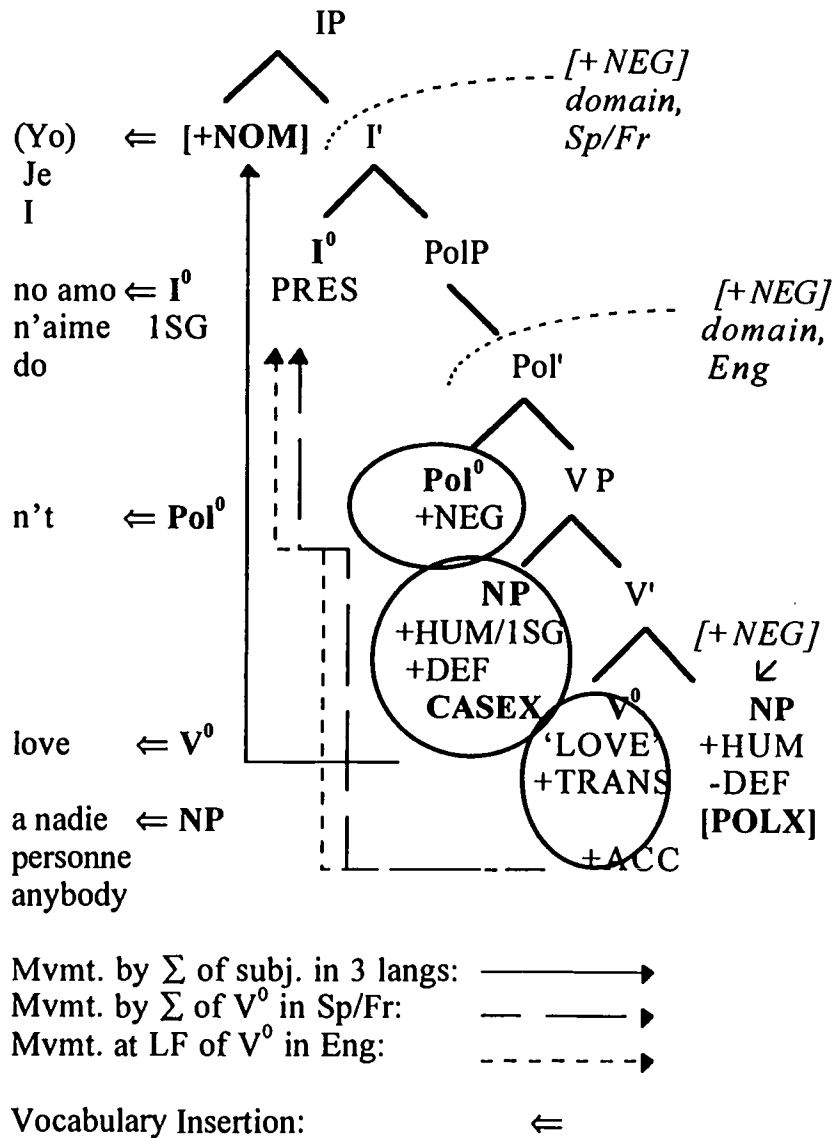 IP
[+NEG]
domain,
Sp/Fr
(Yo) ⇐ [+NOM] I'
Je
I
I⁰ PolP
no amo ⇐ I⁰ PRES
n'aime 1SG
do
[+NEG]
domain,
Eng
Pol'
Pol⁰ VP
+NEG
n't ⇐ Pol⁰
NP V'
+HUM/1SG [+NEG]
+DEF
CASEX V⁰ NP
love ⇐ V⁰ 'LOVE' +HUM
+TRANS -DEF
a nadie ⇐ NP [POLX]
personne +ACC
anybody
Mvmt. by Σ of subj. in 3 langs:
Mvmt. by Σ of V⁰ in Sp/Fr:
Mvmt. at LF of V⁰ in Eng:
Vocabulary Insertion: ⇐